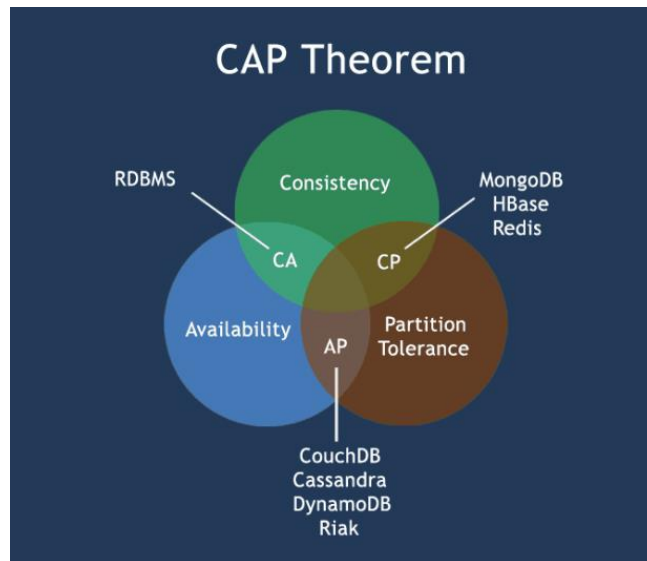 CAP Theorem
RDBMS
Consistency
MongoDB
HBase
Redis
CA
CP
Availability
Partition
Tolerance
AP
CouchDB
Cassandra
DynamoDB
Riak